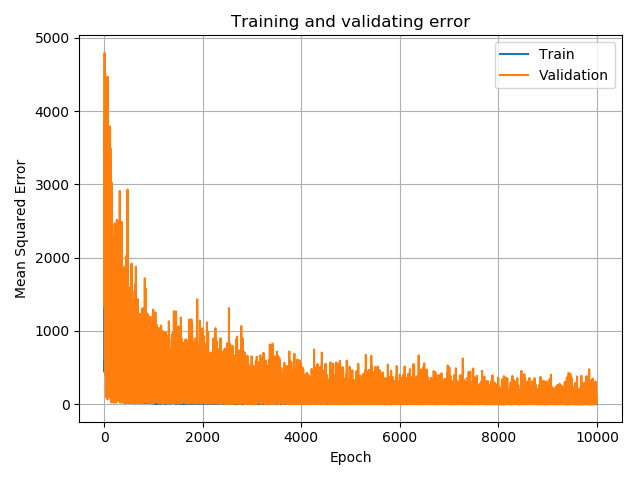 Training and validating error
Train
Validation
Mean Squared Error
5000
4000
3000
2000
1000
0
0 2000 4000 6000 8000 10000
Epoch